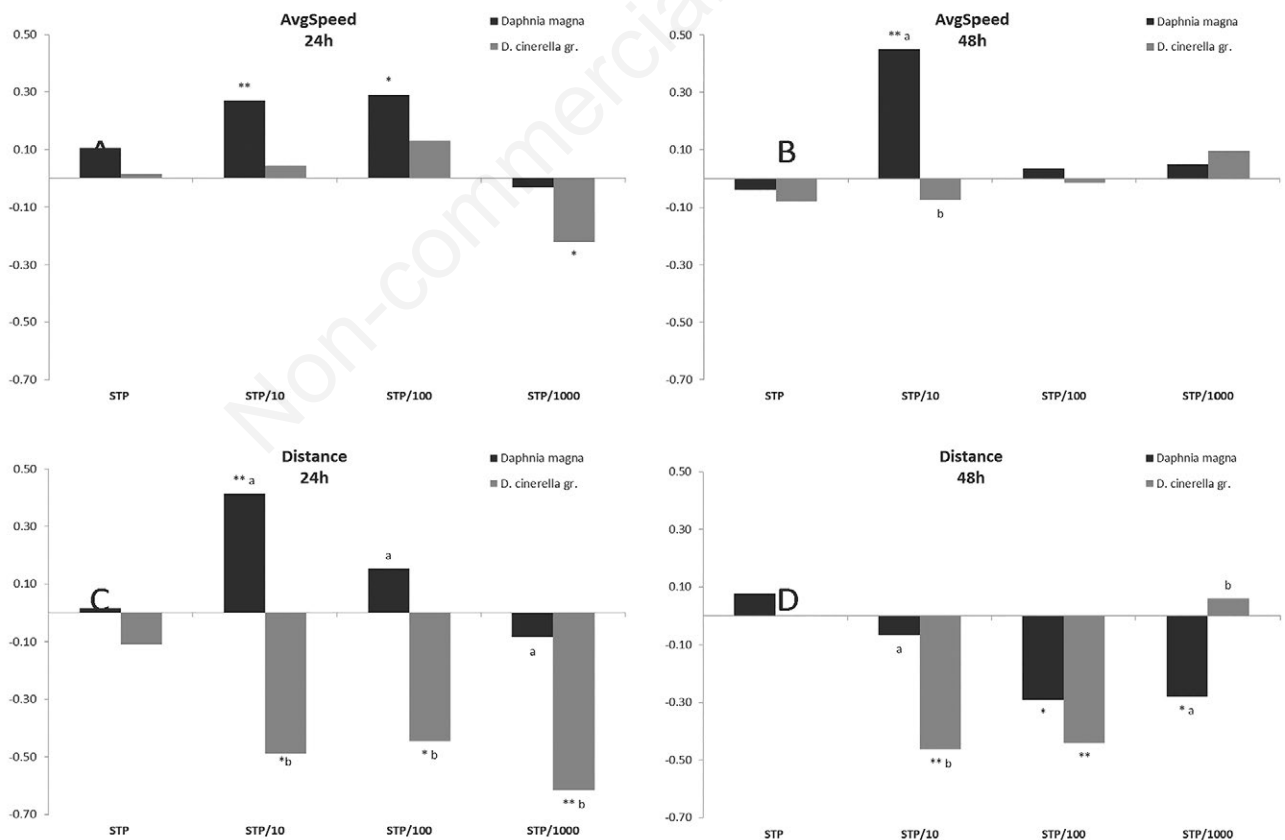 AvgSpeed
24h
Daphnia magna
D. cinerella gr.
0.50
0.30
0.10
-0.10
-0.30
-0.50
-0.70
A
**
*
*
STP
STP/10
STP/100
STP/1000
AvgSpeed
48h
Daphnia magna
D. cinerella gr.
0.50
0.30
0.10
-0.10
-0.30
-0.50
-0.70
B
** a
b
STP
STP/10
STP/100
STP/1000
Distance
24h
Daphnia magna
D. cinerella gr.
0.50
0.30
0.10
-0.10
-0.30
-0.50
-0.70
C
** a
a
a
*b
* b
** b
STP
STP/10
STP/100
STP/1000
Distance
48h
Daphnia magna
D. cinerella gr.
0.50
0.30
0.10
-0.10
-0.30
-0.50
-0.70
D
b
a
*
* a
** b
**
STP
STP/10
STP/100
STP/1000
Non-commercial